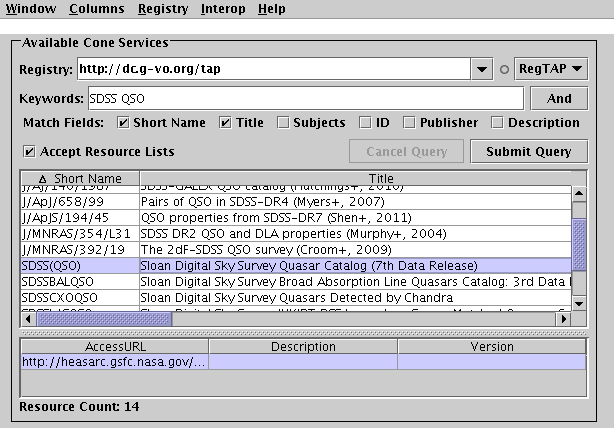 Window Columns Registry Interop Help
Available Cone Services
Registry: http://dc.g-vo.org/tap RegTAP
Keywords: SDSS QSO And
Match Fields: Short Name Title Subjects ID Publisher Description
Accept Resource Lists Cancel Query Submit Query
Δ Short Name Title
J/AJ/140/1987 SDSS-GALEX QSO catalog (Hutchings+, 2010)
J/ApJ/658/99 Pairs of QSO in SDSS-DR4 (Myers+, 2007)
J/ApJS/194/45 QSO properties from SDSS-DR7 (Shen+, 2011)
J/MNRAS/354/L31 SDSS DR2 QSO and DLA properties (Murphy+, 2004)
J/MNRAS/392/19 The 2dF-SDSS QSO survey (Croom+, 2009)
SDSS(QSO) Sloan Digital Sky Survey Quasar Catalog (7th Data Release)
SDSSBALQSO Sloan Digital Sky Survey Broad Absorption Line Quasars Catalog: 3rd Data
SDSSCXOQSO Sloan Digital Sky Survey Quasars Detected by Chandra
AccessURL Description Version
http://heasarc.gsfc.nasa.gov/...
Resource Count: 14